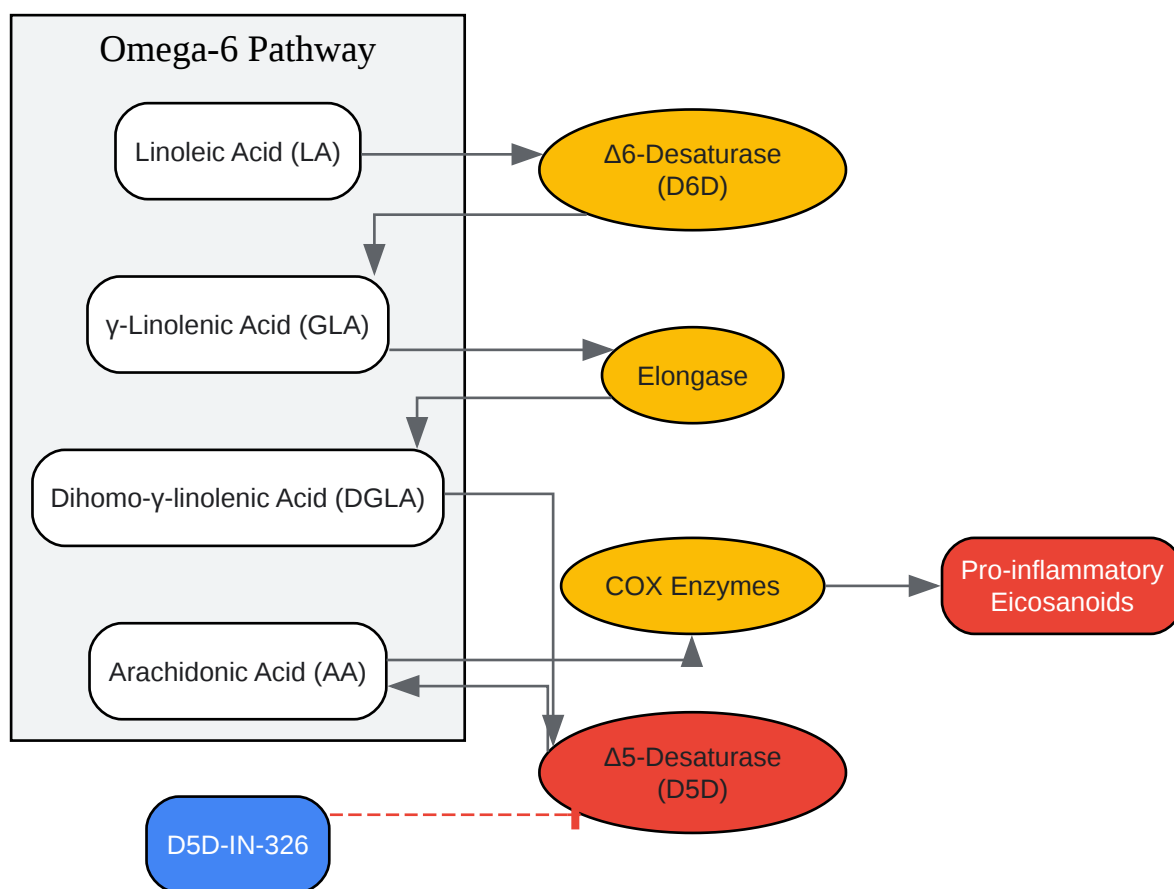 Omega-6 Pathway
Linoleic Acid (LA)
Δ6-Desaturase
(D6D)
γ-Linolenic Acid (GLA)
Elongase
Dihomo-γ-linolenic Acid (DGLA)
COX Enzymes
Pro-inflammatory
Eicosanoids
Arachidonic Acid (AA)
Δ5-Desaturase
(D5D)
D5D-IN-326